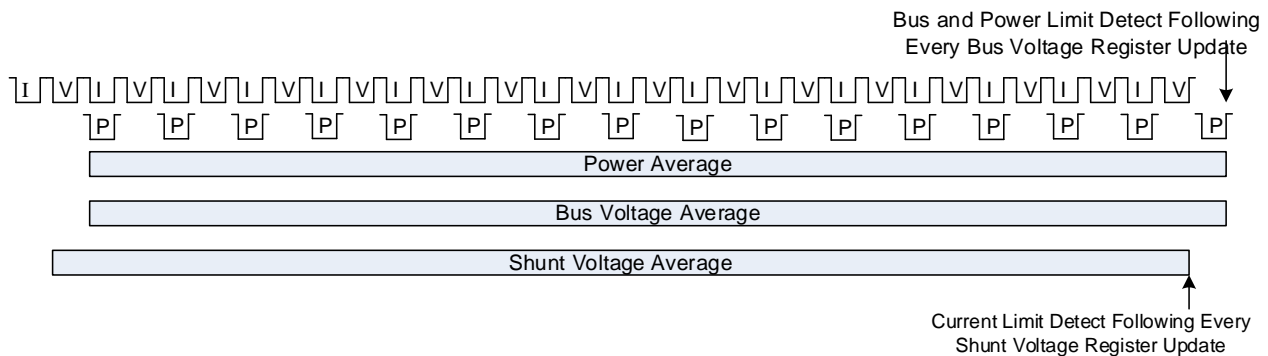 Bus and Power Limit Detect Following
Every Bus Voltage Register Update
I V I V I V I V I V I V I V I V I V I V I V I V I V I V I V I V
P P P P P P P P P P P P P P P P
Power Average
Bus Voltage Average
Shunt Voltage Average
Current Limit Detect Following Every
Shunt Voltage Register Update